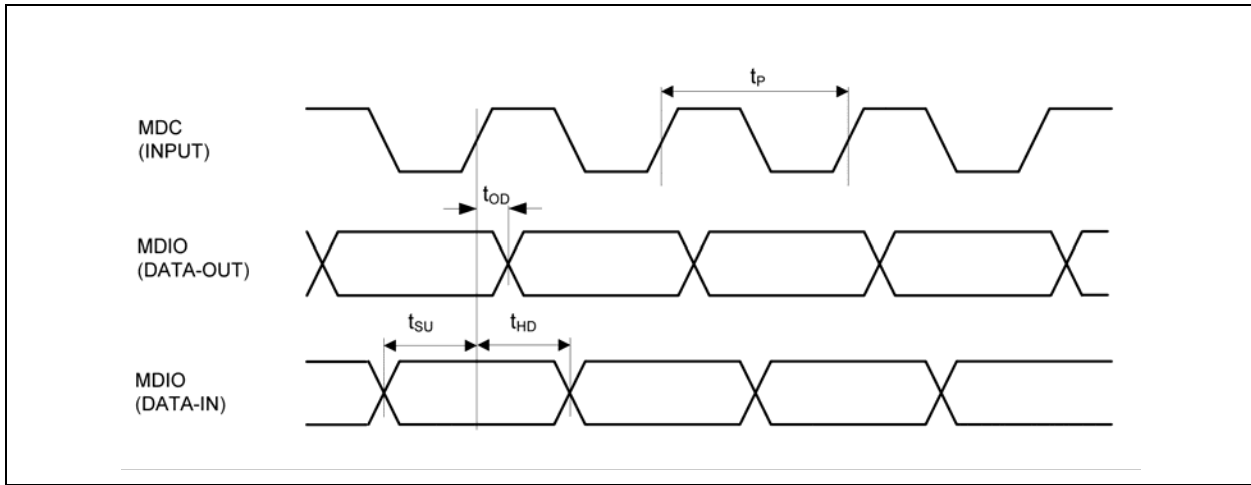 tP
MDC
(INPUT)
tOD
MDIO
(DATA-OUT)
tSU
tHD
MDIO
(DATA-IN)